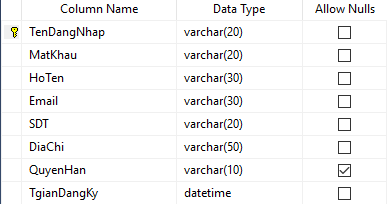 Column Name Data Type Allow Nulls
TenDangNhap varchar(20)
MatKhau varchar(20)
HoTen varchar(30)
Email varchar(30)
SDT varchar(20)
DiaChi varchar(50)
QuyenHan varchar(10)
TgianDangKy datetime